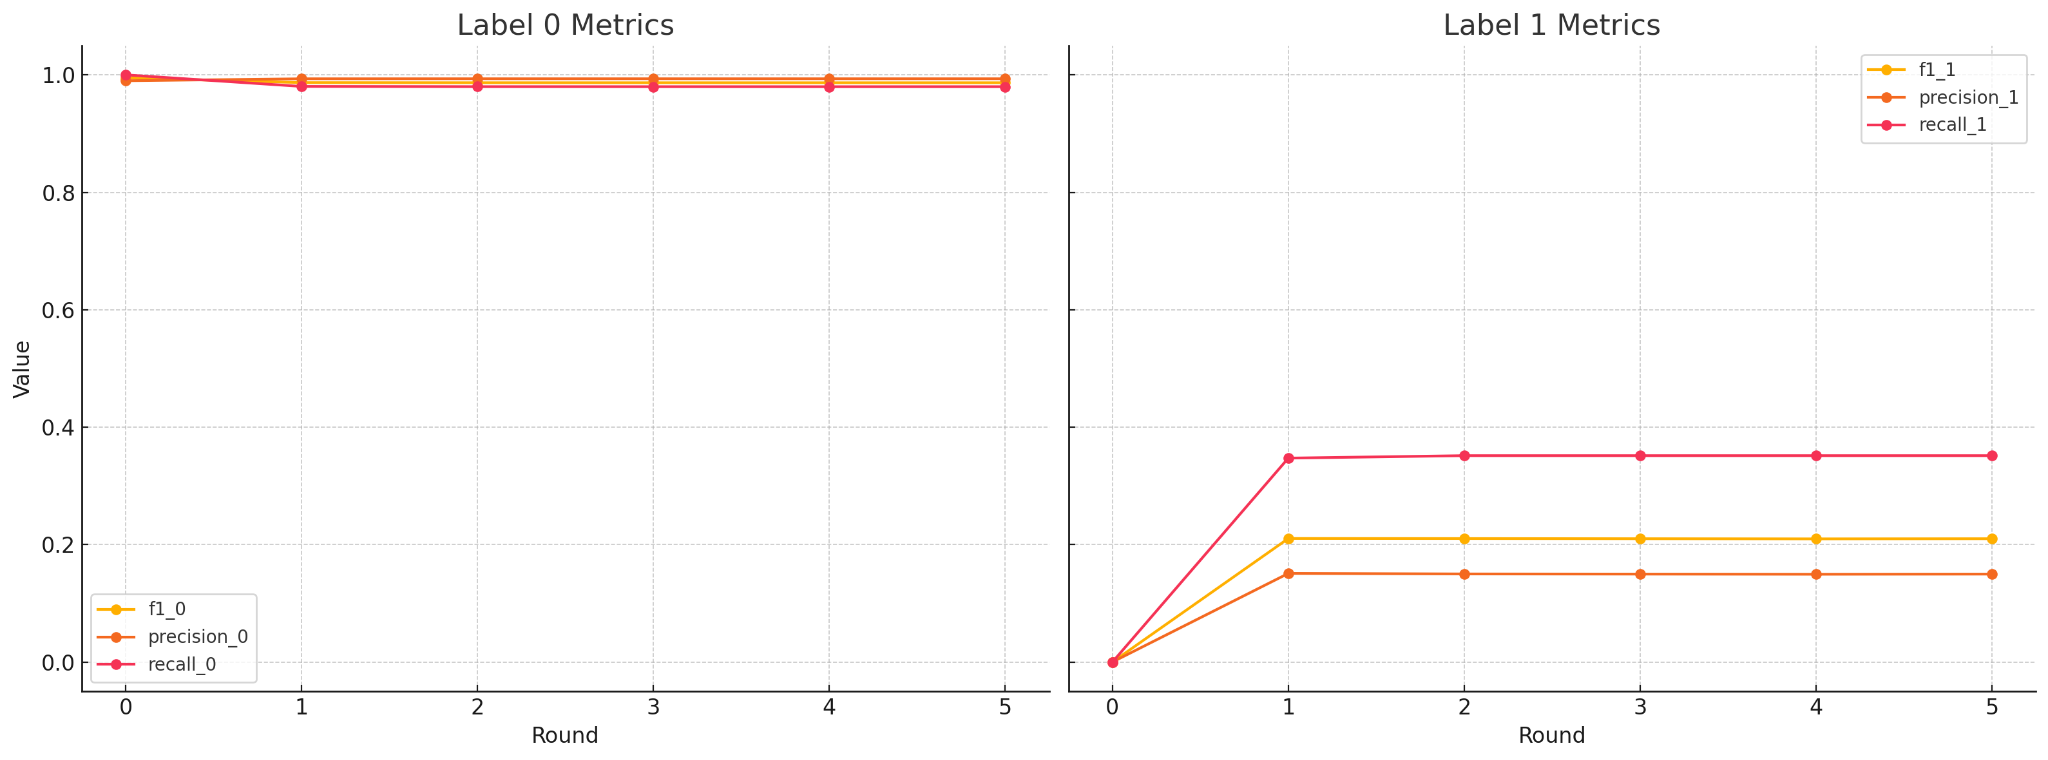 Label 0 Metrics
Value
1.0
0.8
0.6
0.4
0.2
0.0
f1_0
precision_0
recall_0
0 1 2 3 4 5
Round
Label 1 Metrics
f1_1
precision_1
recall_1
0 1 2 3 4 5
Round